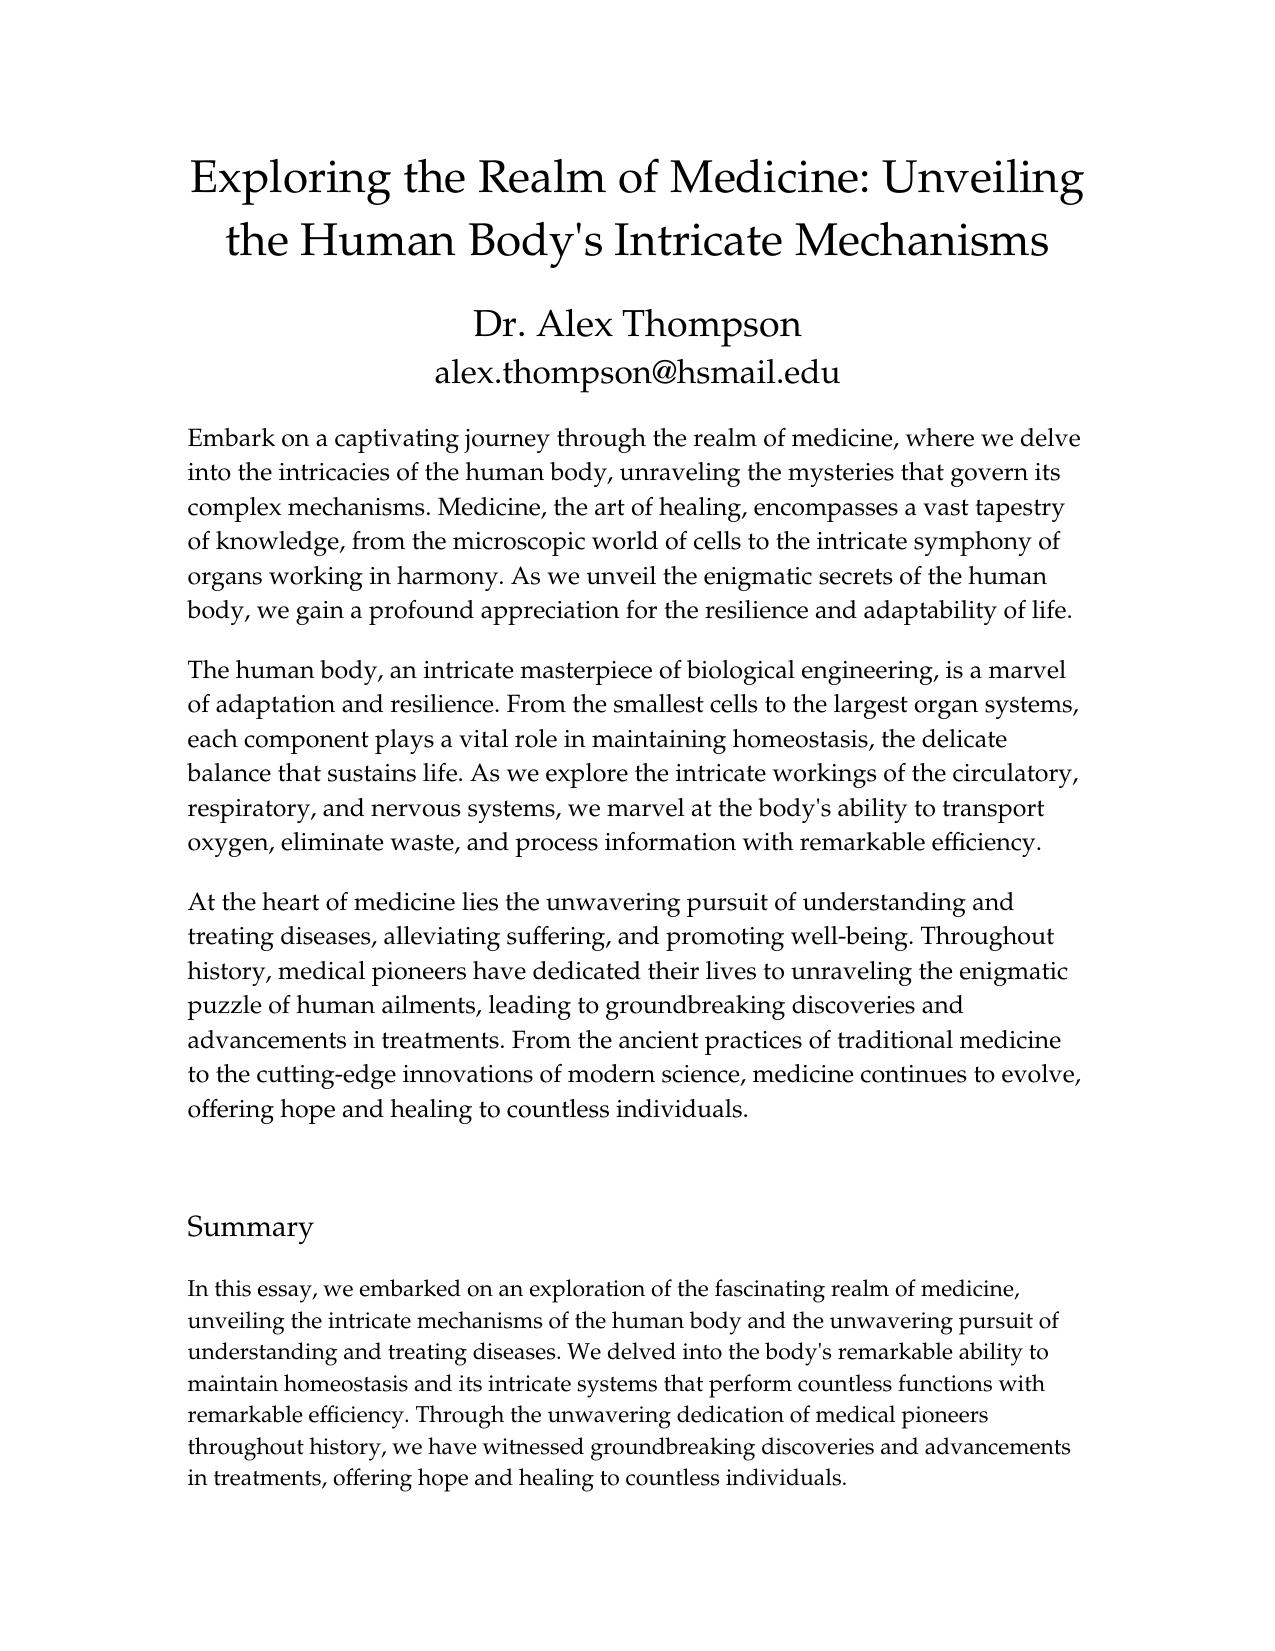 Exploring the Realm of Medicine: Unveiling
the Human Body's Intricate Mechanisms
Dr. Alex Thompson
alex.thompson@hsmail.edu
Embark on a captivating journey through the realm of medicine, where we delve
into the intricacies of the human body, unraveling the mysteries that govern its
complex mechanisms. Medicine, the art of healing, encompasses a vast tapestry
of knowledge, from the microscopic world of cells to the intricate symphony of
organs working in harmony. As we unveil the enigmatic secrets of the human
body, we gain a profound appreciation for the resilience and adaptability of life.
The human body, an intricate masterpiece of biological engineering, is a marvel
of adaptation and resilience. From the smallest cells to the largest organ systems,
each component plays a vital role in maintaining homeostasis, the delicate
balance that sustains life. As we explore the intricate workings of the circulatory,
respiratory, and nervous systems, we marvel at the body's ability to transport
oxygen, eliminate waste, and process information with remarkable efficiency.
At the heart of medicine lies the unwavering pursuit of understanding and
treating diseases, alleviating suffering, and promoting well-being. Throughout
history, medical pioneers have dedicated their lives to unraveling the enigmatic
puzzle of human ailments, leading to groundbreaking discoveries and
advancements in treatments. From the ancient practices of traditional medicine
to the cutting-edge innovations of modern science, medicine continues to evolve,
offering hope and healing to countless individuals.
Summary
In this essay, we embarked on an exploration of the fascinating realm of medicine,
unveiling the intricate mechanisms of the human body and the unwavering pursuit of
understanding and treating diseases. We delved into the body's remarkable ability to
maintain homeostasis and its intricate systems that perform countless functions with
remarkable efficiency. Through the unwavering dedication of medical pioneers
throughout history, we have witnessed groundbreaking discoveries and advancements
in treatments, offering hope and healing to countless individuals.